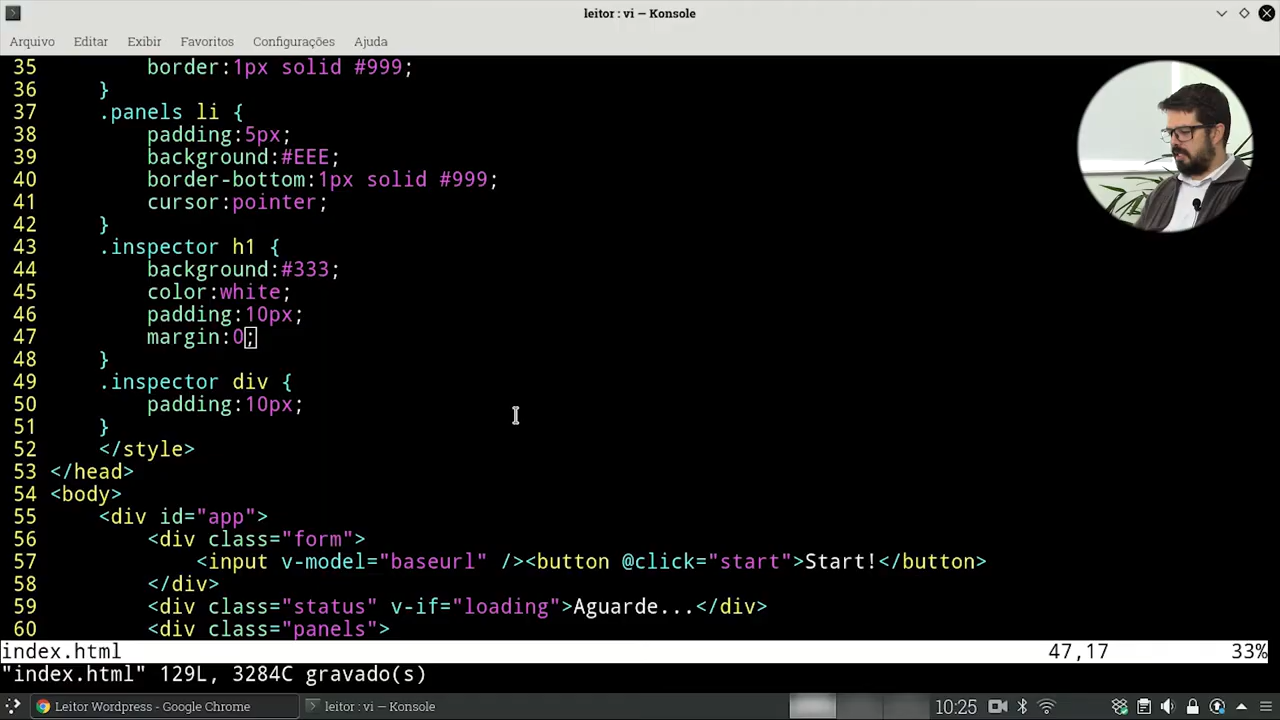 leitor : vi — Konsole
Arquivo Editar Exibir Favoritos Configurações Ajuda
35 border:1px solid #999;
36 }
37 .panels li {
38 padding:5px;
39 background:#EEE;
40 border-bottom:1px solid #999;
41 cursor:pointer;
42 }
43 .inspector h1 {
44 background:#333;
45 color:white;
46 padding:10px;
47 margin:0;
48 }
49 .inspector div {
50 padding:10px;
51 }
52 </style>
53 </head>
54 <body>
55 <div id="app">
56 <div class="form">
57 <input v-model="baseurl" /><button @click="start">Start!</button>
58 </div>
59 <div class="status" v-if="loading">Aguarde...</div>
60 <div class="panels">
index.html 47,17 33%
"index.html" 129L, 3284C gravado(s)
Leitor Wordpress - Google Chrome leitor : vi — Konsole 10:25